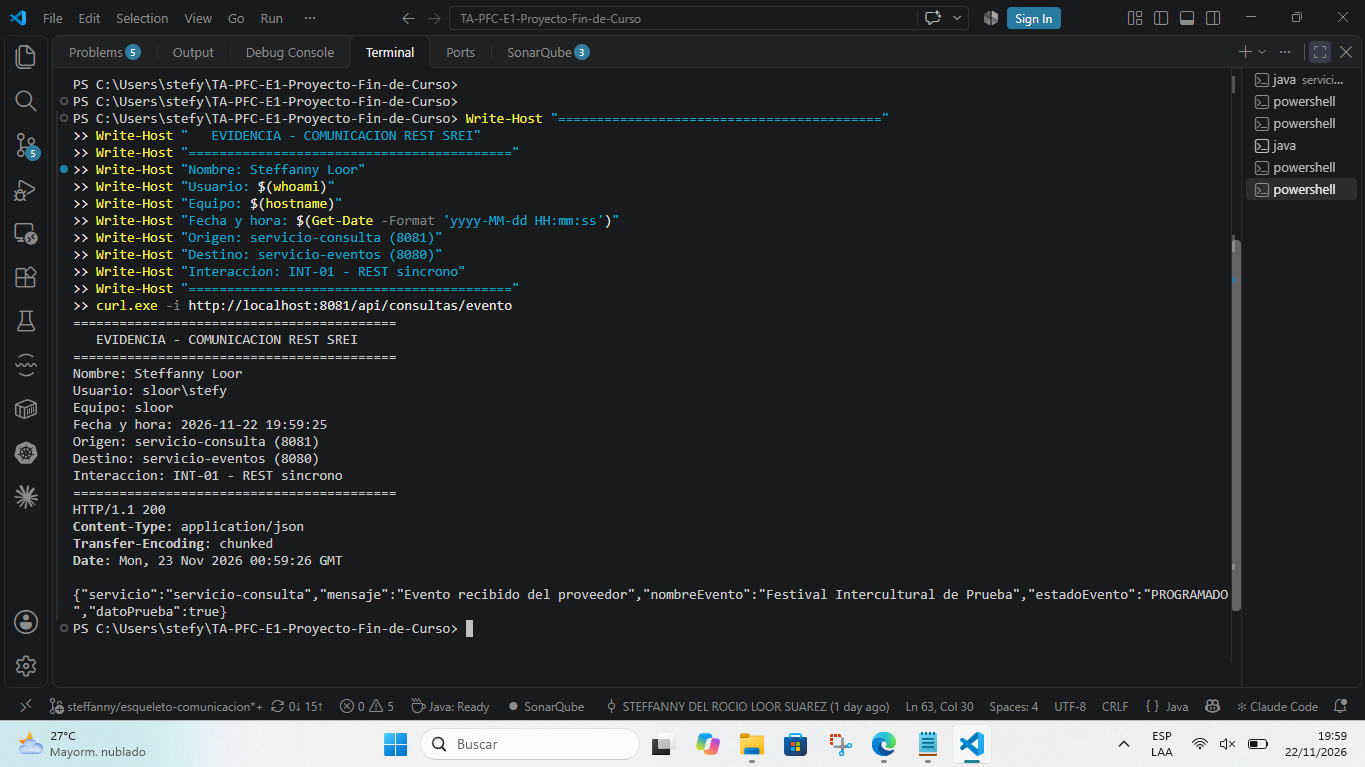 File Edit Selection View Go Run ··· TA-PFC-E1-Proyecto-Fin-de-Curso Sign In
Problems 5 Output Debug Console Terminal Ports SonarQube 3
PS C:\Users\stefy\TA-PFC-E1-Proyecto-Fin-de-Curso>
PS C:\Users\stefy\TA-PFC-E1-Proyecto-Fin-de-Curso>
PS C:\Users\stefy\TA-PFC-E1-Proyecto-Fin-de-Curso> Write-Host "=========================================="
>> Write-Host "   EVIDENCIA - COMUNICACION REST SREI"
>> Write-Host "=========================================="
>> Write-Host "Nombre: Steffanny Loor"
>> Write-Host "Usuario: $(whoami)"
>> Write-Host "Equipo: $(hostname)"
>> Write-Host "Fecha y hora: $(Get-Date -Format 'yyyy-MM-dd HH:mm:ss')"
>> Write-Host "Origen: servicio-consulta (8081)"
>> Write-Host "Destino: servicio-eventos (8080)"
>> Write-Host "Interaccion: INT-01 - REST sincrono"
>> Write-Host "=========================================="
>> curl.exe -i http://localhost:8081/api/consultas/evento
==========================================
   EVIDENCIA - COMUNICACION REST SREI
==========================================
Nombre: Steffanny Loor
Usuario: sloor\stefy
Equipo: sloor
Fecha y hora: 2026-11-22 19:59:25
Origen: servicio-consulta (8081)
Destino: servicio-eventos (8080)
Interaccion: INT-01 - REST sincrono
==========================================
HTTP/1.1 200
Content-Type: application/json
Transfer-Encoding: chunked
Date: Mon, 23 Nov 2026 00:59:26 GMT
{"servicio":"servicio-consulta","mensaje":"Evento recibido del proveedor","nombreEvento":"Festival Intercultural de Prueba","estadoEvento":"PROGRAMADO
","datoPrueba":true}
PS C:\Users\stefy\TA-PFC-E1-Proyecto-Fin-de-Curso>
java servici...
powershell
powershell
java
powershell
powershell
5
steffanny/esqueleto-comunicacion*+ 0↓ 15↑ 0 5 Java: Ready SonarQube STEFFANNY DEL ROCIO LOOR SUAREZ (1 day ago) Ln 63, Col 30 Spaces: 4 UTF-8 CRLF { } Java Claude Code
27°C
Mayorm. nublado
Buscar
ESP
LAA
19:59
22/11/2026